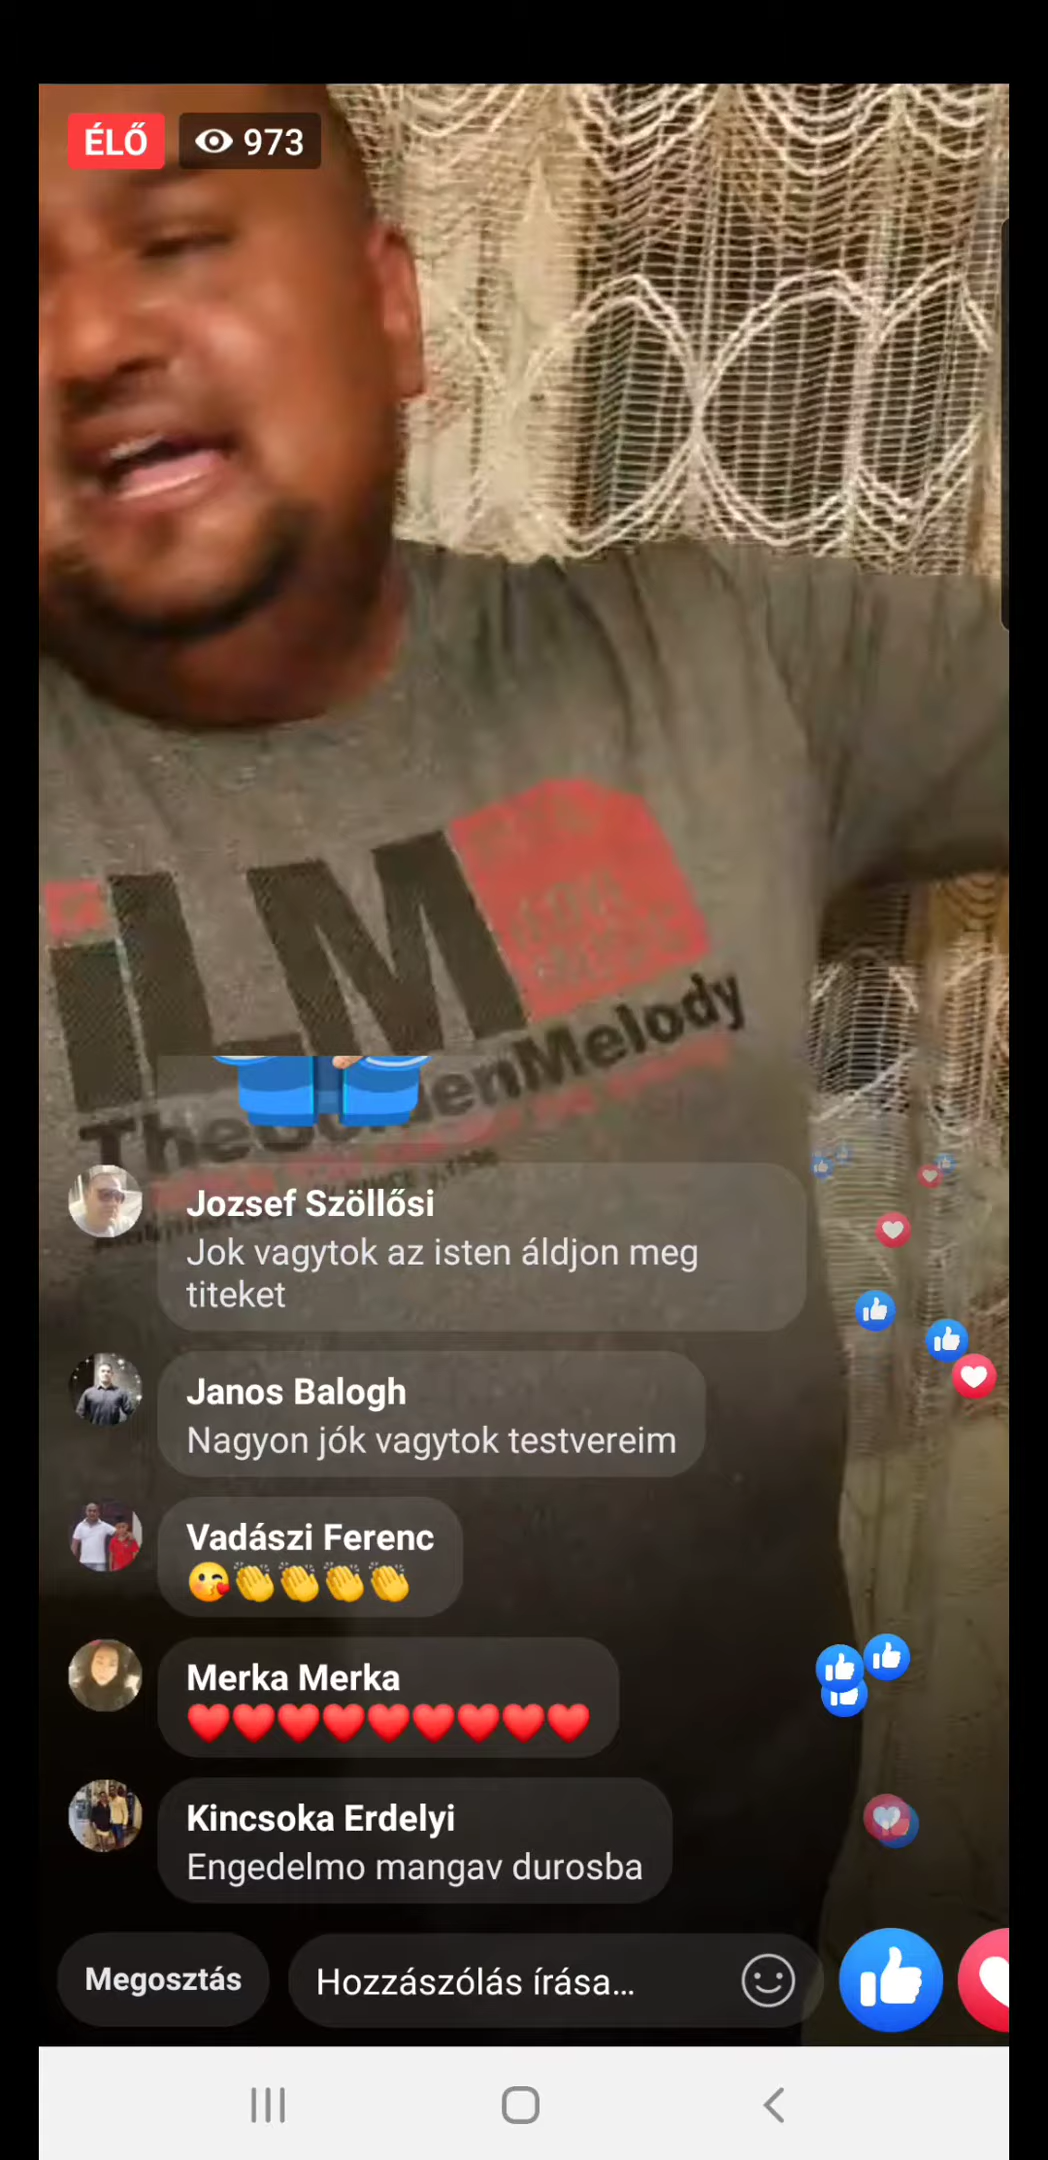 ÉLŐ 973
iLM
Melody
Jozsef Szöllősi
Jok vagytok az isten áldjon meg
titeket
Janos Balogh
Nagyon jók vagytok testvereim
Vadászi Ferenc
😘👏👏👏👏
Merka Merka
❤️❤️❤️❤️❤️❤️❤️❤️❤️
Kincsoka Erdelyi
Engedelmo mangav durosba
Megosztás
Hozzászólás írása...